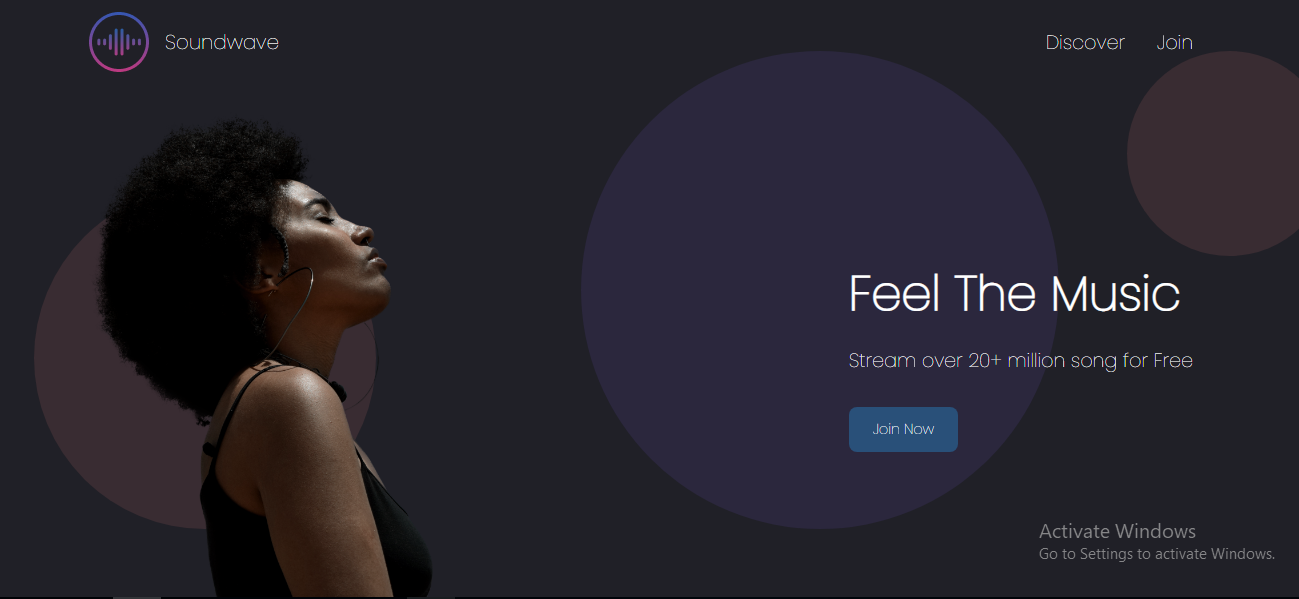 Soundwave
Discover Join
Feel The Music
Stream over 20+ million song for Free
Join Now
Activate Windows
Go to Settings to activate Windows.